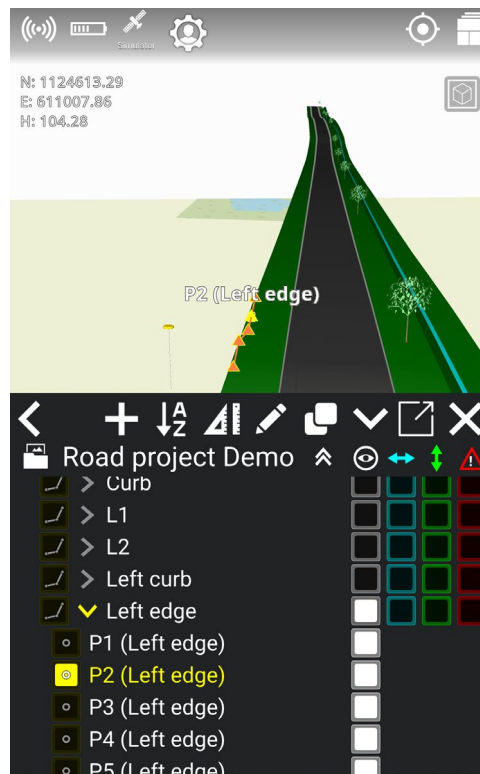 Simulator
N: 1124613.29
E: 611007.86
H: 104.28
P2 (Left edge)
A
Z
Road project Demo
Curb
L1
L2
Left curb
Left edge
P1 (Left edge)
P2 (Left edge)
P3 (Left edge)
P4 (Left edge)
P5 (Left edge)